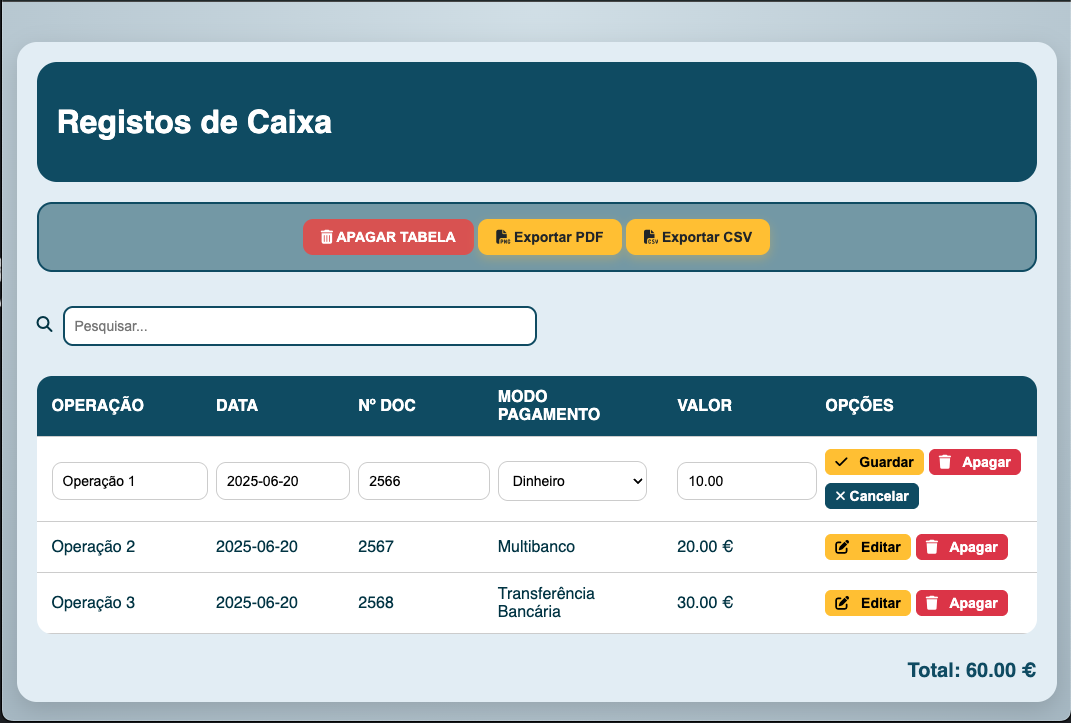 Registos de Caixa
APAGAR TABELA Exportar PDF Exportar CSV
Pesquisar...
OPERAÇÃO DATA Nº DOC MODO PAGAMENTO VALOR OPÇÕES
Operação 1 2025-06-20 2566 Dinheiro 10.00 Guardar Apagar
Cancelar
Operação 2 2025-06-20 2567 Multibanco 20.00 € Editar Apagar
Operação 3 2025-06-20 2568 Transferência Bancária 30.00 € Editar Apagar
Total: 60.00 €